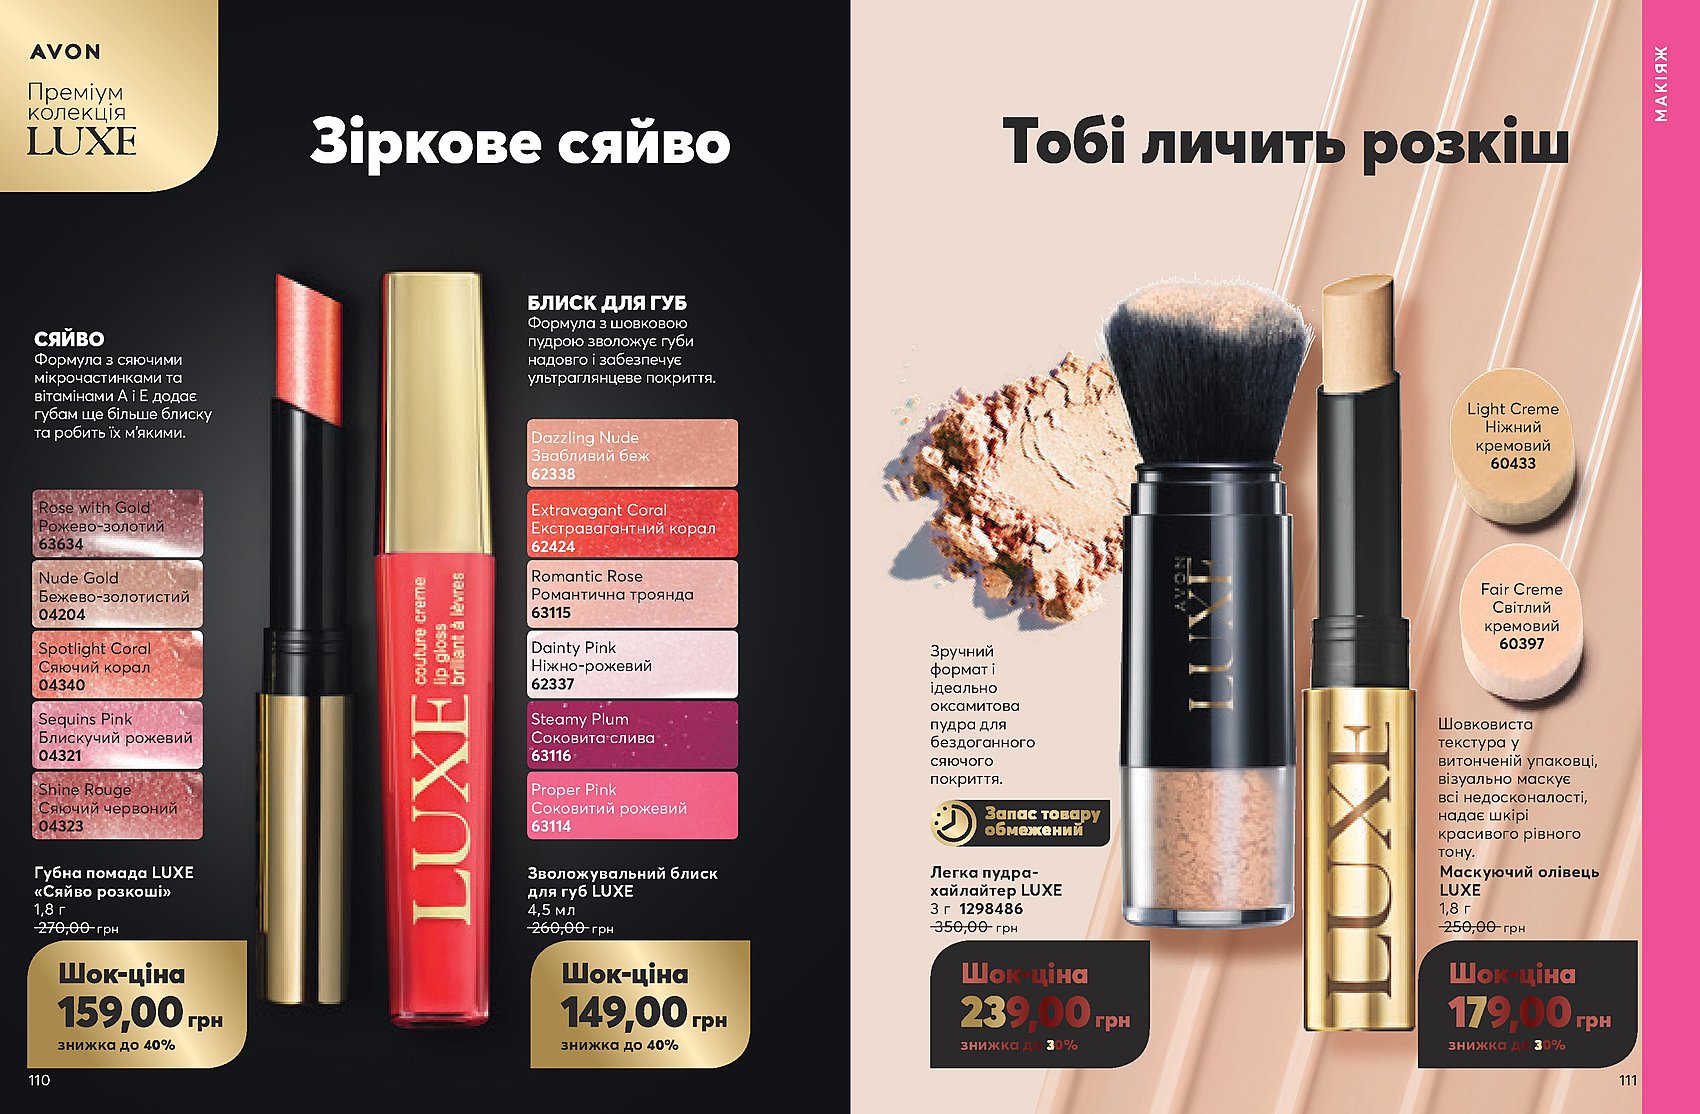 AVON
Преміум
колекція
LUXE
Зіркове сяйво
СЯЙВО
Формула з сяючими
мікрочастинками та
вітамінами А і Е додає
губам ще більше блиску
та робить їх м'якими.
Rose with Gold
Рожево-золотий
63634
Nude Gold
Бежево-золотистий
04204
Spotlight Coral
Сяючий корал
04340
Sequins Pink
Блискучий рожевий
04321
Shine Rouge
Сяючий червоний
04323
Губна помада LUXE
«Сяйво розкоші»
1,8 г
270,00 грн
Шок-ціна
159,00 грн
знижка до 40%
110
LUXE
couture creme
lip gloss
brillant à lèvres
БЛИСК ДЛЯ ГУБ
Формула з шовковою
пудрою зволожує губи
надовго і забезпечує
ультраглянцеве покриття.
Dazzling Nude
Звабливий беж
62338
Extravagant Coral
Екстравагантний корал
62424
Romantic Rose
Романтична троянда
63115
Dainty Pink
Ніжно-рожевий
62337
Steamy Plum
Соковита слива
63116
Proper Pink
Соковитий рожевий
63114
Зволожувальний блиск
для губ LUXE
4,5 мл
260,00 грн
Шок-ціна
149,00 грн
знижка до 40%
Тобі личить розкіш
МАКІЯЖ
Зручний
формат і
ідеально
оксамитова
пудра для
бездоганного
сяючого
покриття.
Запас товару
обмежений
Легка пудра-
хайлайтер LUXE
3 г 1298486
350,00 грн
Шок-ціна
239,00 грн
знижка до 30%
AVON
LUXE
LUXE
Light Creme
Ніжний
кремовий
60433
Fair Creme
Світлий
кремовий
60397
Шовковиста
текстура у
витонченій упаковці,
візуально маскує
всі недосконалості,
надає шкірі
красивого рівного
тону.
Маскуючий олівець
LUXE
1,8 г
250,00 грн
Шок-ціна
179,00 грн
знижка до 30%
111